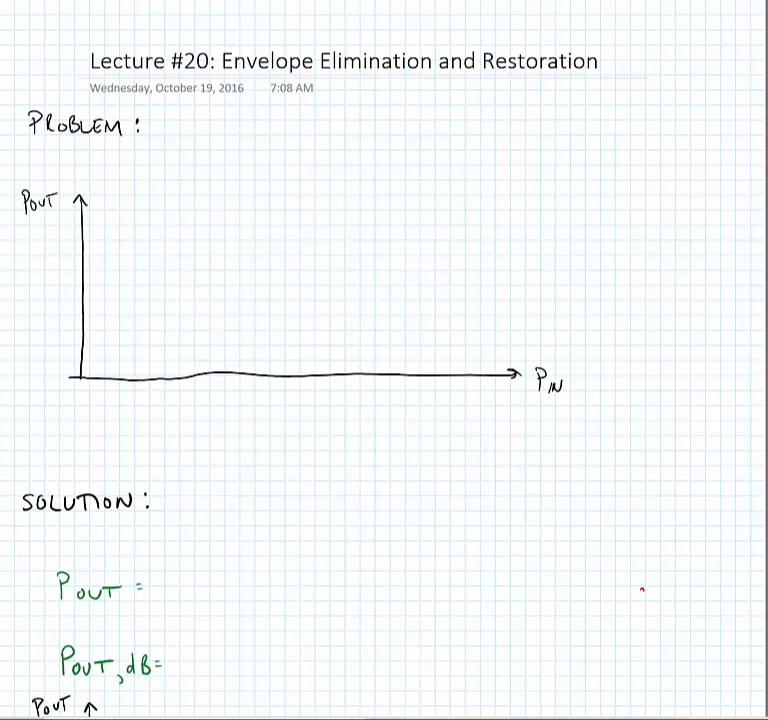 Lecture #20: Envelope Elimination and Restoration
Wednesday, October 19, 2016 7:08 AM
PROBLEM :
POUT
PIN
SOLUTION :
POUT =
POUT, dB=
POUT